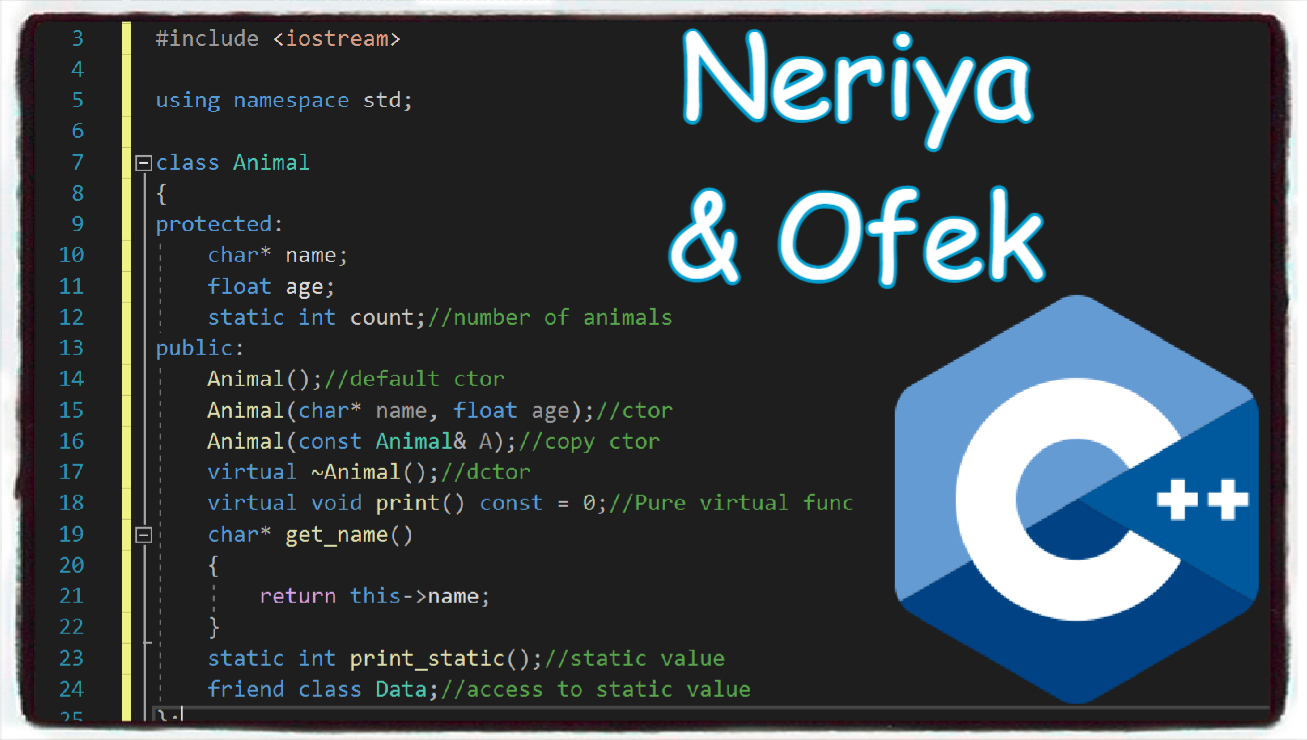 3 #include <iostream>
4
5 using namespace std;
6
7 class Animal
8 {
9 protected:
10 char* name;
11 float age;
12 static int count;//number of animals
13 public:
14 Animal();//default ctor
15 Animal(char* name, float age);//ctor
16 Animal(const Animal& A);//copy ctor
17 virtual ~Animal();//dctor
18 virtual void print() const = 0;//Pure virtual func
19 char* get_name()
20 {
21 return this->name;
22 }
23 static int print_static();//static value
24 friend class Data;//access to static value
25 };
Neriya
& Ofek
C++